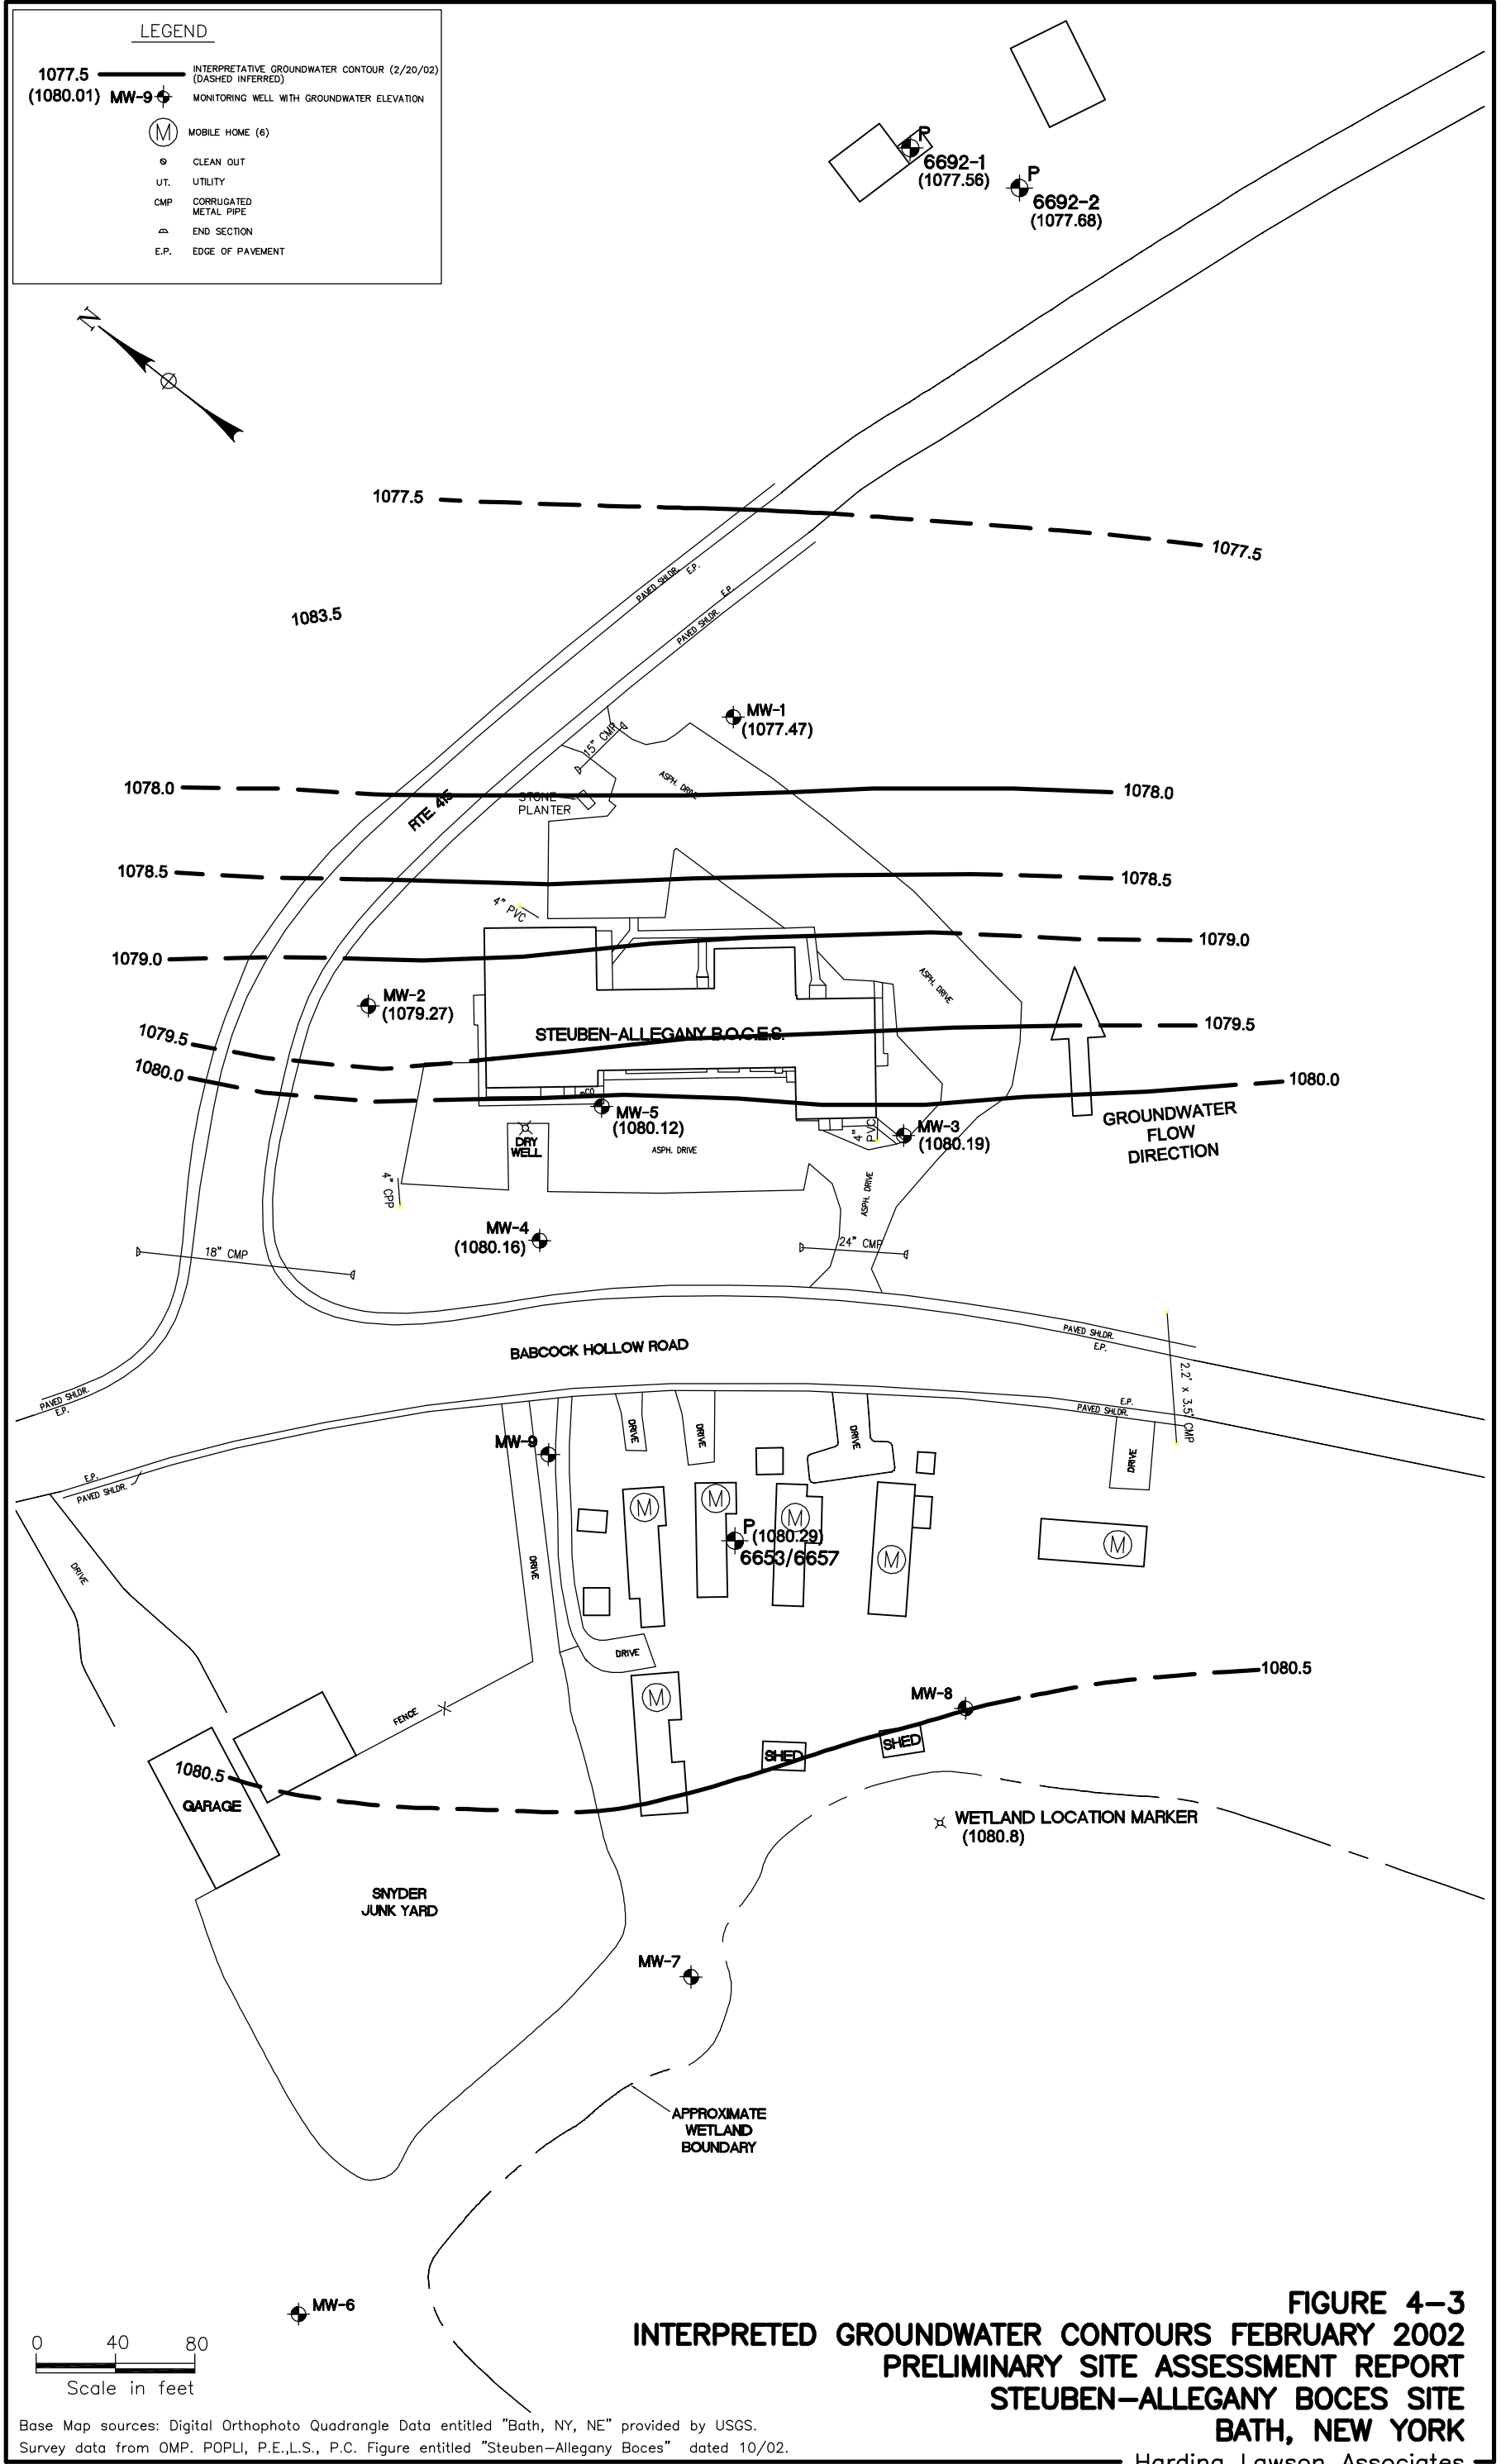 LEGEND
1077.5 INTERPRETATIVE GROUNDWATER CONTOUR (2/20/02)
(DASHED INFERRED)
(1080.01) MW-9 MONITORING WELL WITH GROUNDWATER ELEVATION
M MOBILE HOME (6)
CLEAN OUT
UT. UTILITY
CMP CORRUGATED
METAL PIPE
END SECTION
E.P. EDGE OF PAVEMENT
N
P
6692-1
(1077.56)
P
6692-2
(1077.68)
1077.5
1077.5
1083.5
PAVED SHLDR.
E.P.
E.P.
PAVED SHLDR.
MW-1
(1077.47)
15" CMP
ASPH. DRIVE
1078.0
1078.0
STONE
PLANTER
RTE. 415
1078.5
1078.5
4" PVC
1079.0
1079.0
ASPH. DRIVE
MW-2
(1079.27)
STEUBEN-ALLEGANY B.O.C.E.S.
1079.5
1079.5
1080.0
1080.0
CO
MW-5
(1080.12)
MW-3
(1080.19)
4"
PVC
GROUNDWATER
FLOW
DIRECTION
DRY
WELL
ASPH. DRIVE
ASPH. DRIVE
4" CPP
MW-4
(1080.16)
18" CMP
24" CMP
BABCOCK HOLLOW ROAD
PAVED SHLDR.
E.P.
2.2' x 3.5' CMP
PAVED SHLDR.
E.P.
E.P.
PAVED SHLDR.
DRIVE
DRIVE
DRIVE
DRIVE
MW-9
E.P.
PAVED SHLDR.
M
M
M
M
M
P
(1080.29)
6653/6657
DRIVE
DRIVE
DRIVE
M
FENCE
MW-8
1080.5
SHED
SHED
1080.5
GARAGE
WETLAND LOCATION MARKER
(1080.8)
SNYDER
JUNK YARD
MW-7
APPROXIMATE
WETLAND
BOUNDARY
MW-6
0 40 80
Scale in feet
FIGURE 4-3
INTERPRETED GROUNDWATER CONTOURS FEBRUARY 2002
PRELIMINARY SITE ASSESSMENT REPORT
STEUBEN-ALLEGANY BOCES SITE
BATH, NEW YORK
Base Map sources: Digital Orthophoto Quadrangle Data entitled "Bath, NY, NE" provided by USGS.
Survey data from OMP. POPLI, P.E.,L.S., P.C. Figure entitled "Steuben-Allegany Boces" dated 10/02.
Harding Lawson Associates